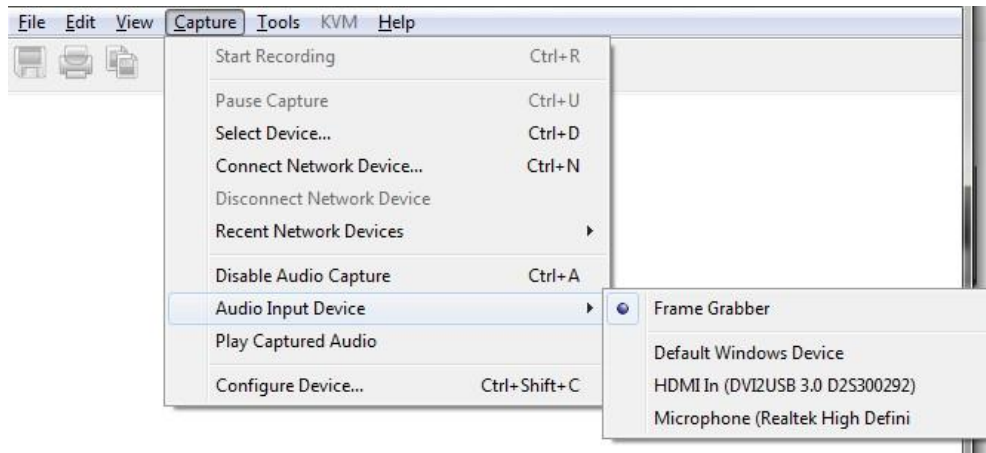 File Edit View Capture Tools KVM Help
Start Recording Ctrl+R
Pause Capture Ctrl+U
Select Device... Ctrl+D
Connect Network Device... Ctrl+N
Disconnect Network Device
Recent Network Devices
Disable Audio Capture Ctrl+A
Audio Input Device
Play Captured Audio
Configure Device... Ctrl+Shift+C
Frame Grabber
Default Windows Device
HDMI In (DVI2USB 3.0 D2S300292)
Microphone (Realtek High Defini